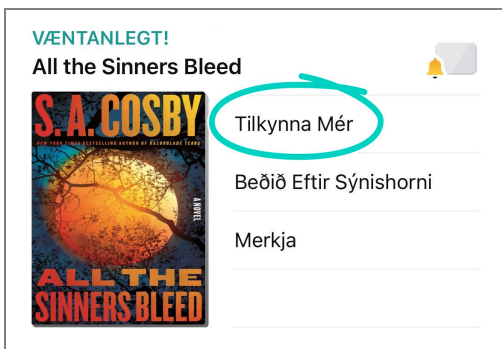 VÆNTANLEGT!
All the Sinners Bleed
S. A. COSBY
NEW YORK TIMES BESTSELLING AUTHOR OF RAZORBLADE TEARS
A NOVEL
ALL THE
SINNERS BLEED
Tilkynna Mér
Beðið Eftir Sýnishorni
Merkja